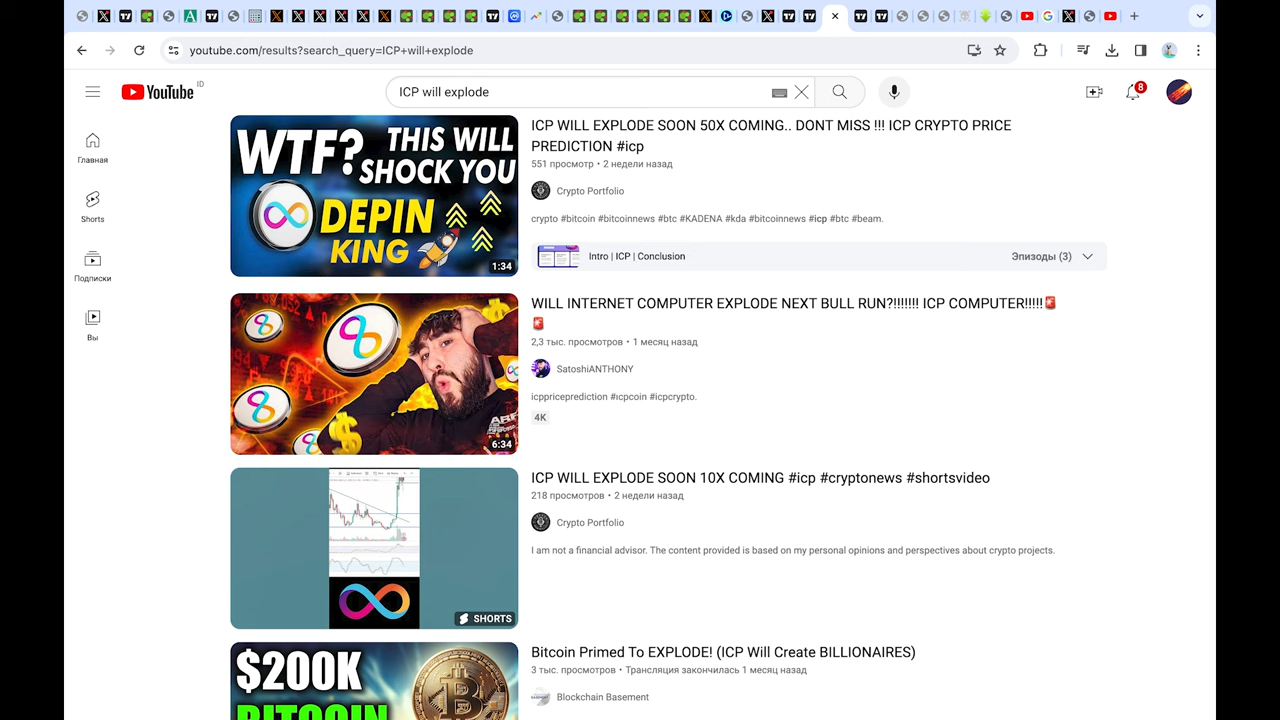 youtube.com/results?search_query=ICP+will+explode
YouTube ID
ICP will explode
8
Главная
Shorts
Подписки
Вы
WTF? THIS WILL
SHOCK YOU
DEPIN
KING
1:34
ICP WILL EXPLODE SOON 50X COMING.. DONT MISS !!! ICP CRYPTO PRICE
PREDICTION #icp
551 просмотр • 2 недели назад
Crypto Portfolio
crypto #bitcoin #bitcoinnews #btc #KADENA #kda #bitcoinnews #icp #btc #beam.
Intro | ICP | Conclusion
Эпизоды (3)
6:34
WILL INTERNET COMPUTER EXPLODE NEXT BULL RUN?!!!!!!! ICP COMPUTER!!!!!🚨
🚨
2,3 тыс. просмотров • 1 месяц назад
SatoshiANTHONY
icppriceprediction #icpcoin #icpcrypto.
4K
SHORTS
ICP WILL EXPLODE SOON 10X COMING #icp #cryptonews #shortsvideo
218 просмотров • 2 недели назад
Crypto Portfolio
I am not a financial advisor. The content provided is based on my personal opinions and perspectives about crypto projects.
$200K
BITCOIN
Bitcoin Primed To EXPLODE! (ICP Will Create BILLIONAIRES)
3 тыс. просмотров • Трансляция закончилась 1 месяц назад
Blockchain Basement